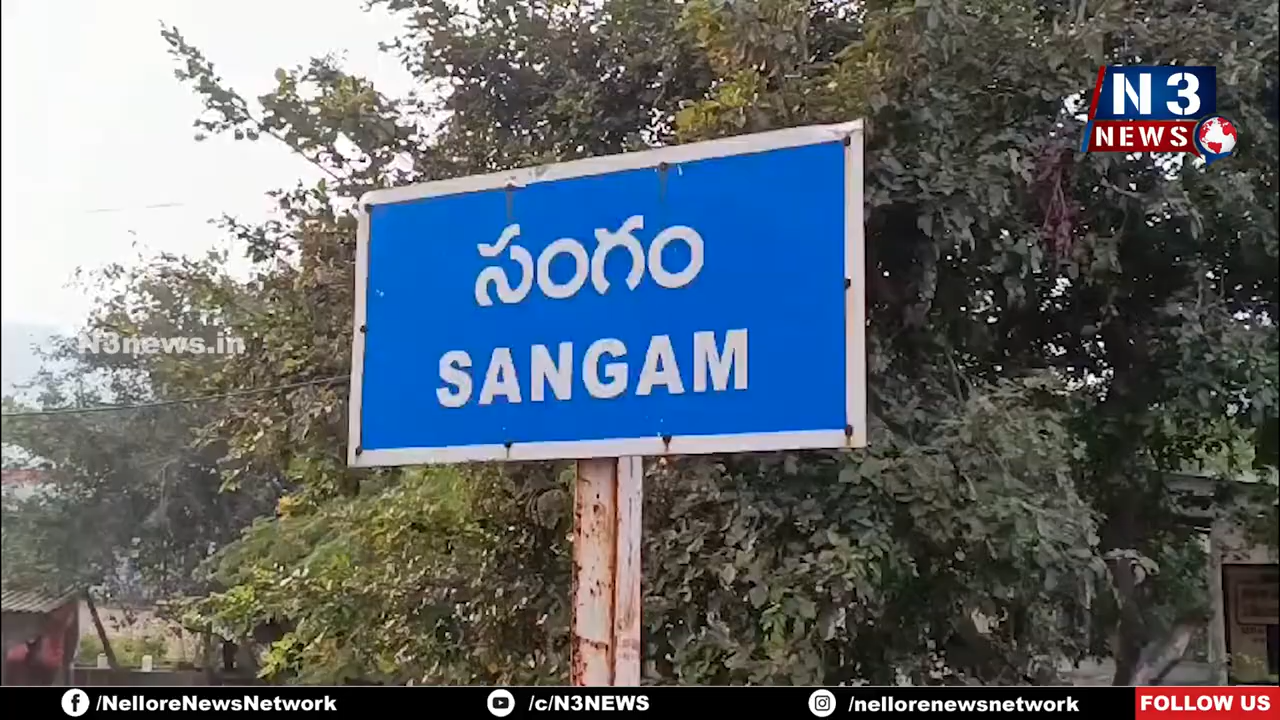 N3
NEWS
సంగం
SANGAM
N3news.in
/NelloreNewsNetwork
/c/N3NEWS
/nellorenewsnetwork
FOLLOW US